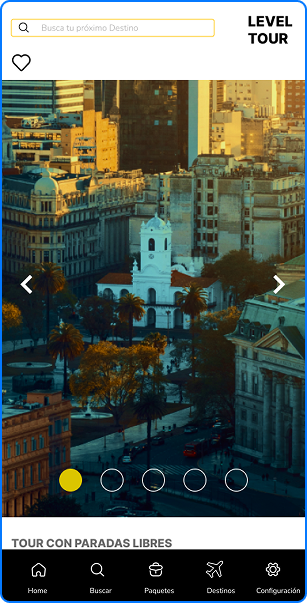 Busca tu próximo Destino
LEVEL
TOUR
TOUR CON PARADAS LIBRES
Home
Buscar
Paquetes
Destinos
Configuración